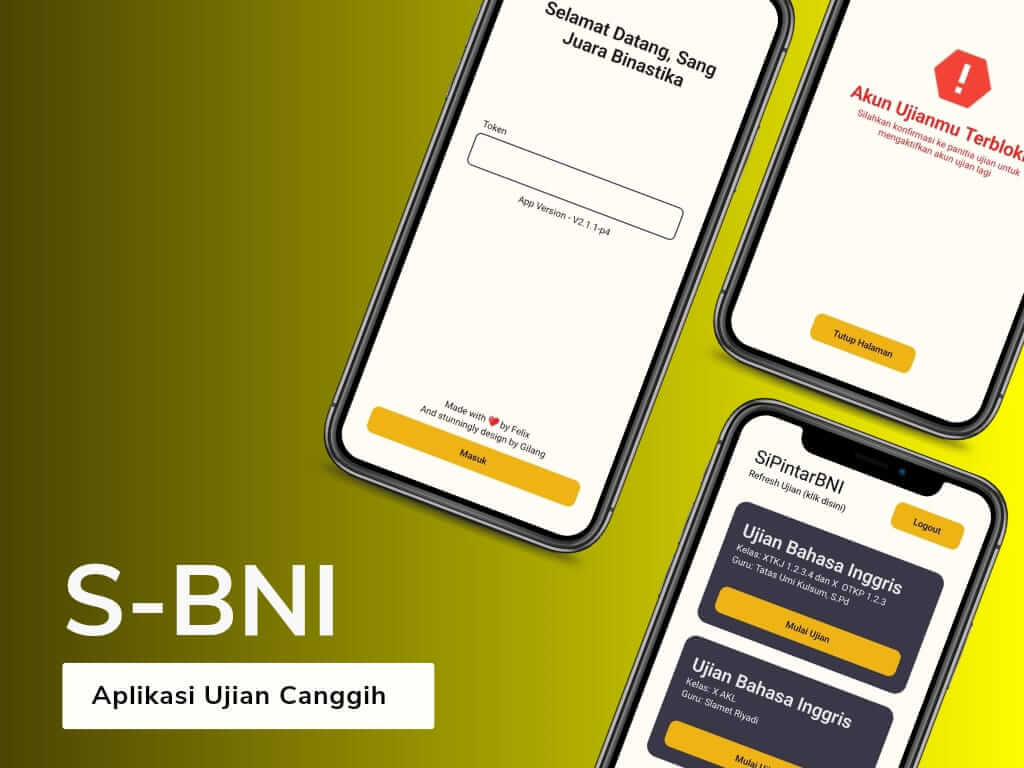 Selamat Datang, Sang
Juara Binastika
Token
App Version - V2.1.1-p4
Made with ❤️ by Felix
And stunningly design by Gilang
Masuk
Akun Ujianmu
Silahkan konfirmasi ke panitia ujian untuk
mengaktifkan akun ujian lagi
Tutup Halaman
SiPintarBNI
Refresh Ujian (klik disini)
Logout
Ujian Bahasa Inggris
Kelas: XTKJ 1.2.3.4 dan X OTKP 1.2.3
Guru: Tatas Umi Kulsum, S.Pd
Mulai Ujian
Ujian Bahasa Inggris
Kelas: X AKL
Guru: Slamet Riyadi
Mulai
S-BNI
Aplikasi Ujian Canggih